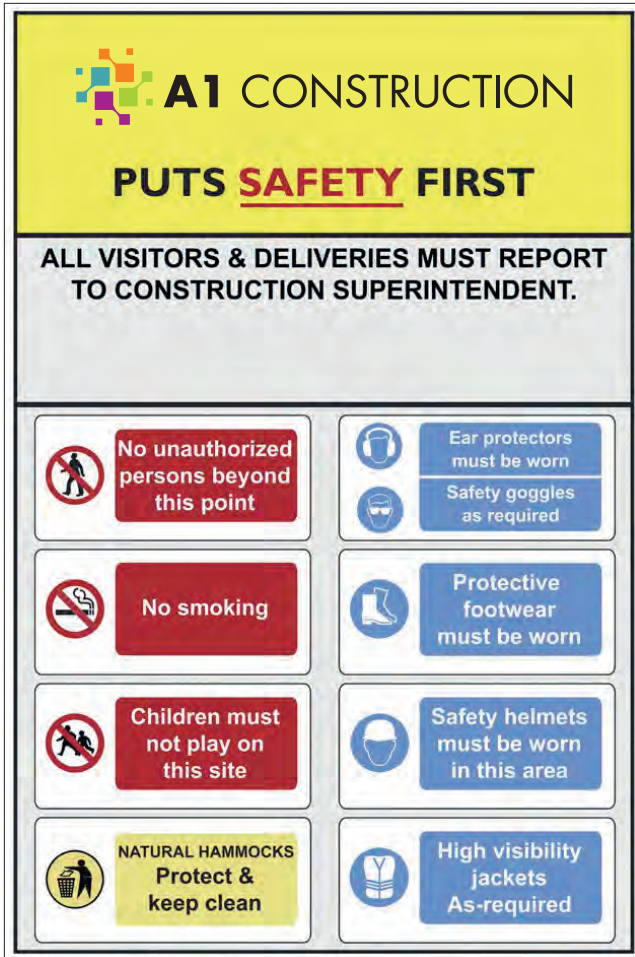 A1 CONSTRUCTION
PUTS SAFETY FIRST
ALL VISITORS & DELIVERIES MUST REPORT
TO CONSTRUCTION SUPERINTENDENT.
No unauthorized
persons beyond
this point
Ear protectors
must be worn
Safety goggles
as required
No smoking
Protective
footwear
must be worn
Children must
not play on
this site
Safety helmets
must be worn
in this area
NATURAL HAMMOCKS
Protect &
keep clean
High visibility
jackets
As-required